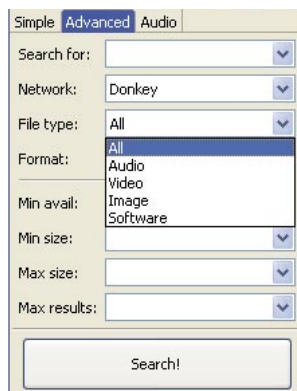 Simple Advanced Audio
Search for:
Network: Donkey
File type: All
Format:
All
Audio
Video
Image
Software
Min avail:
Min size:
Max size:
Max results:
Search!